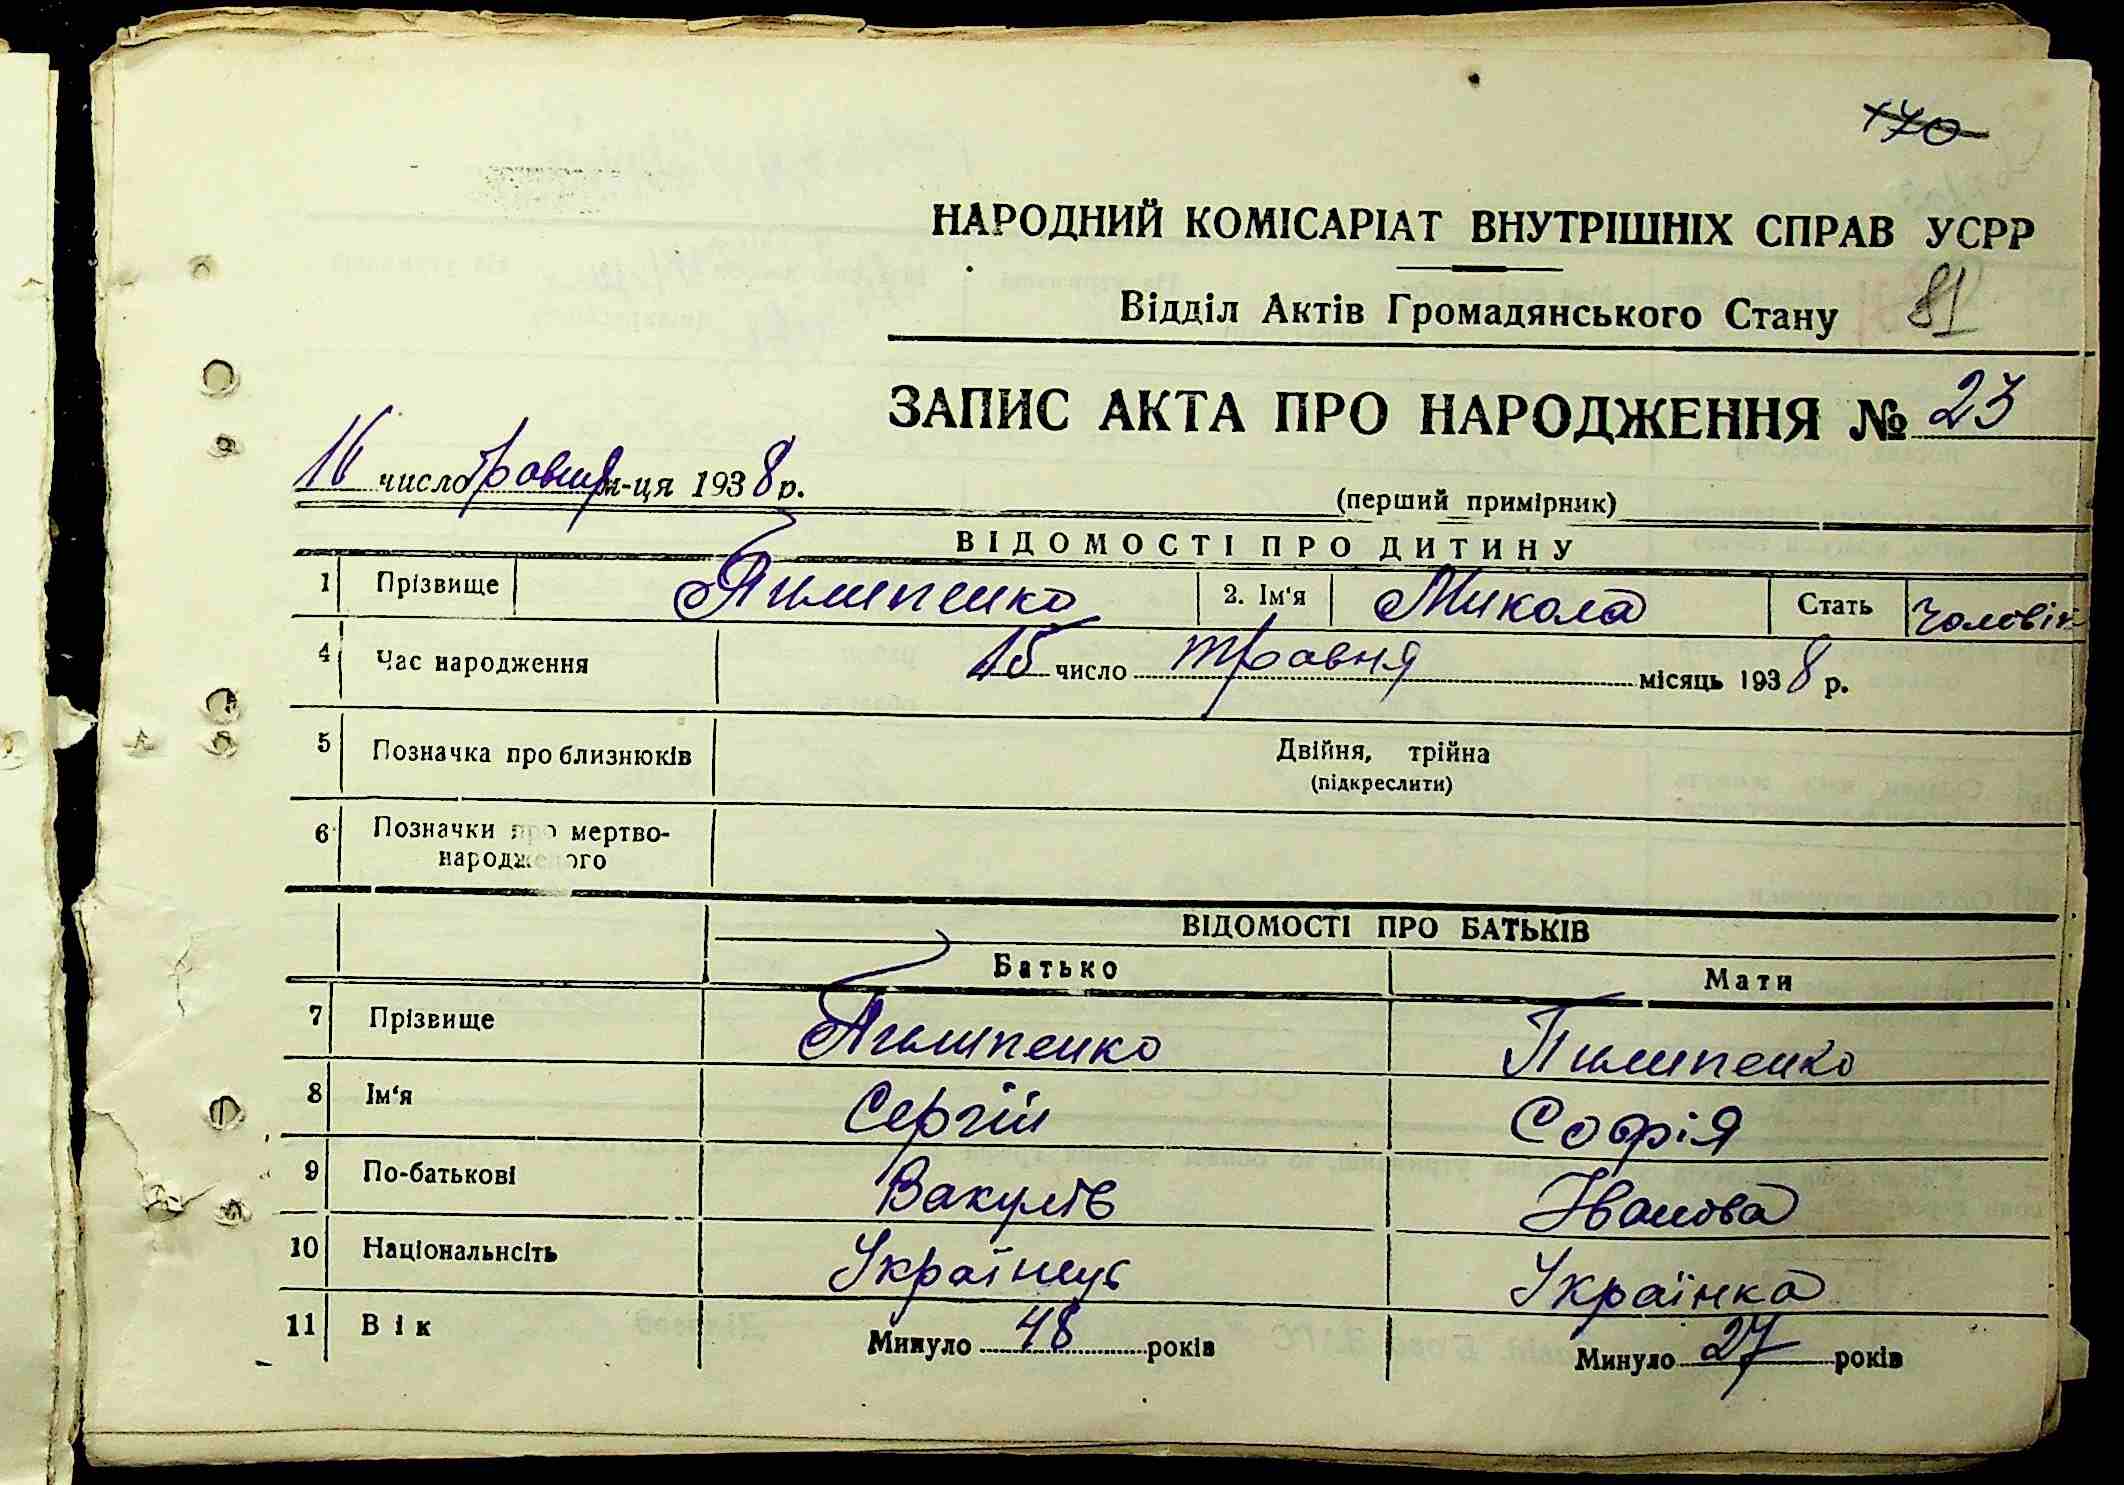 170
НАРОДНИЙ КОМІСАРІАТ ВНУТРІШНІХ СПРАВ УСРР
Відділ Актів Громадянського Стану 81
ЗАПИС АКТА ПРО НАРОДЖЕННЯ № 23
16 число травня м-ця 1938 р.
(перший примірник)
ВІДОМОСТІ ПРО ДИТИНУ
1 Прізвище Пилипенко 2. Ім'я Микола Стать чоловік
4 Час народження 15 число травня місяць 1938 р.
5 Позначка про близнюків Двійня, трійна
(підкреслити)
6 Позначки про мертво-
народженого
ВІДОМОСТІ ПРО БАТЬКІВ
Батько Мати
7 Прізвище Пилипенко Пилипенко
8 Ім'я Сергій Софія
9 По-батькові Вакулів Іванова
10 Національнсіть Українець Українка
11 Вік Минуло 48 років Минуло 27 років